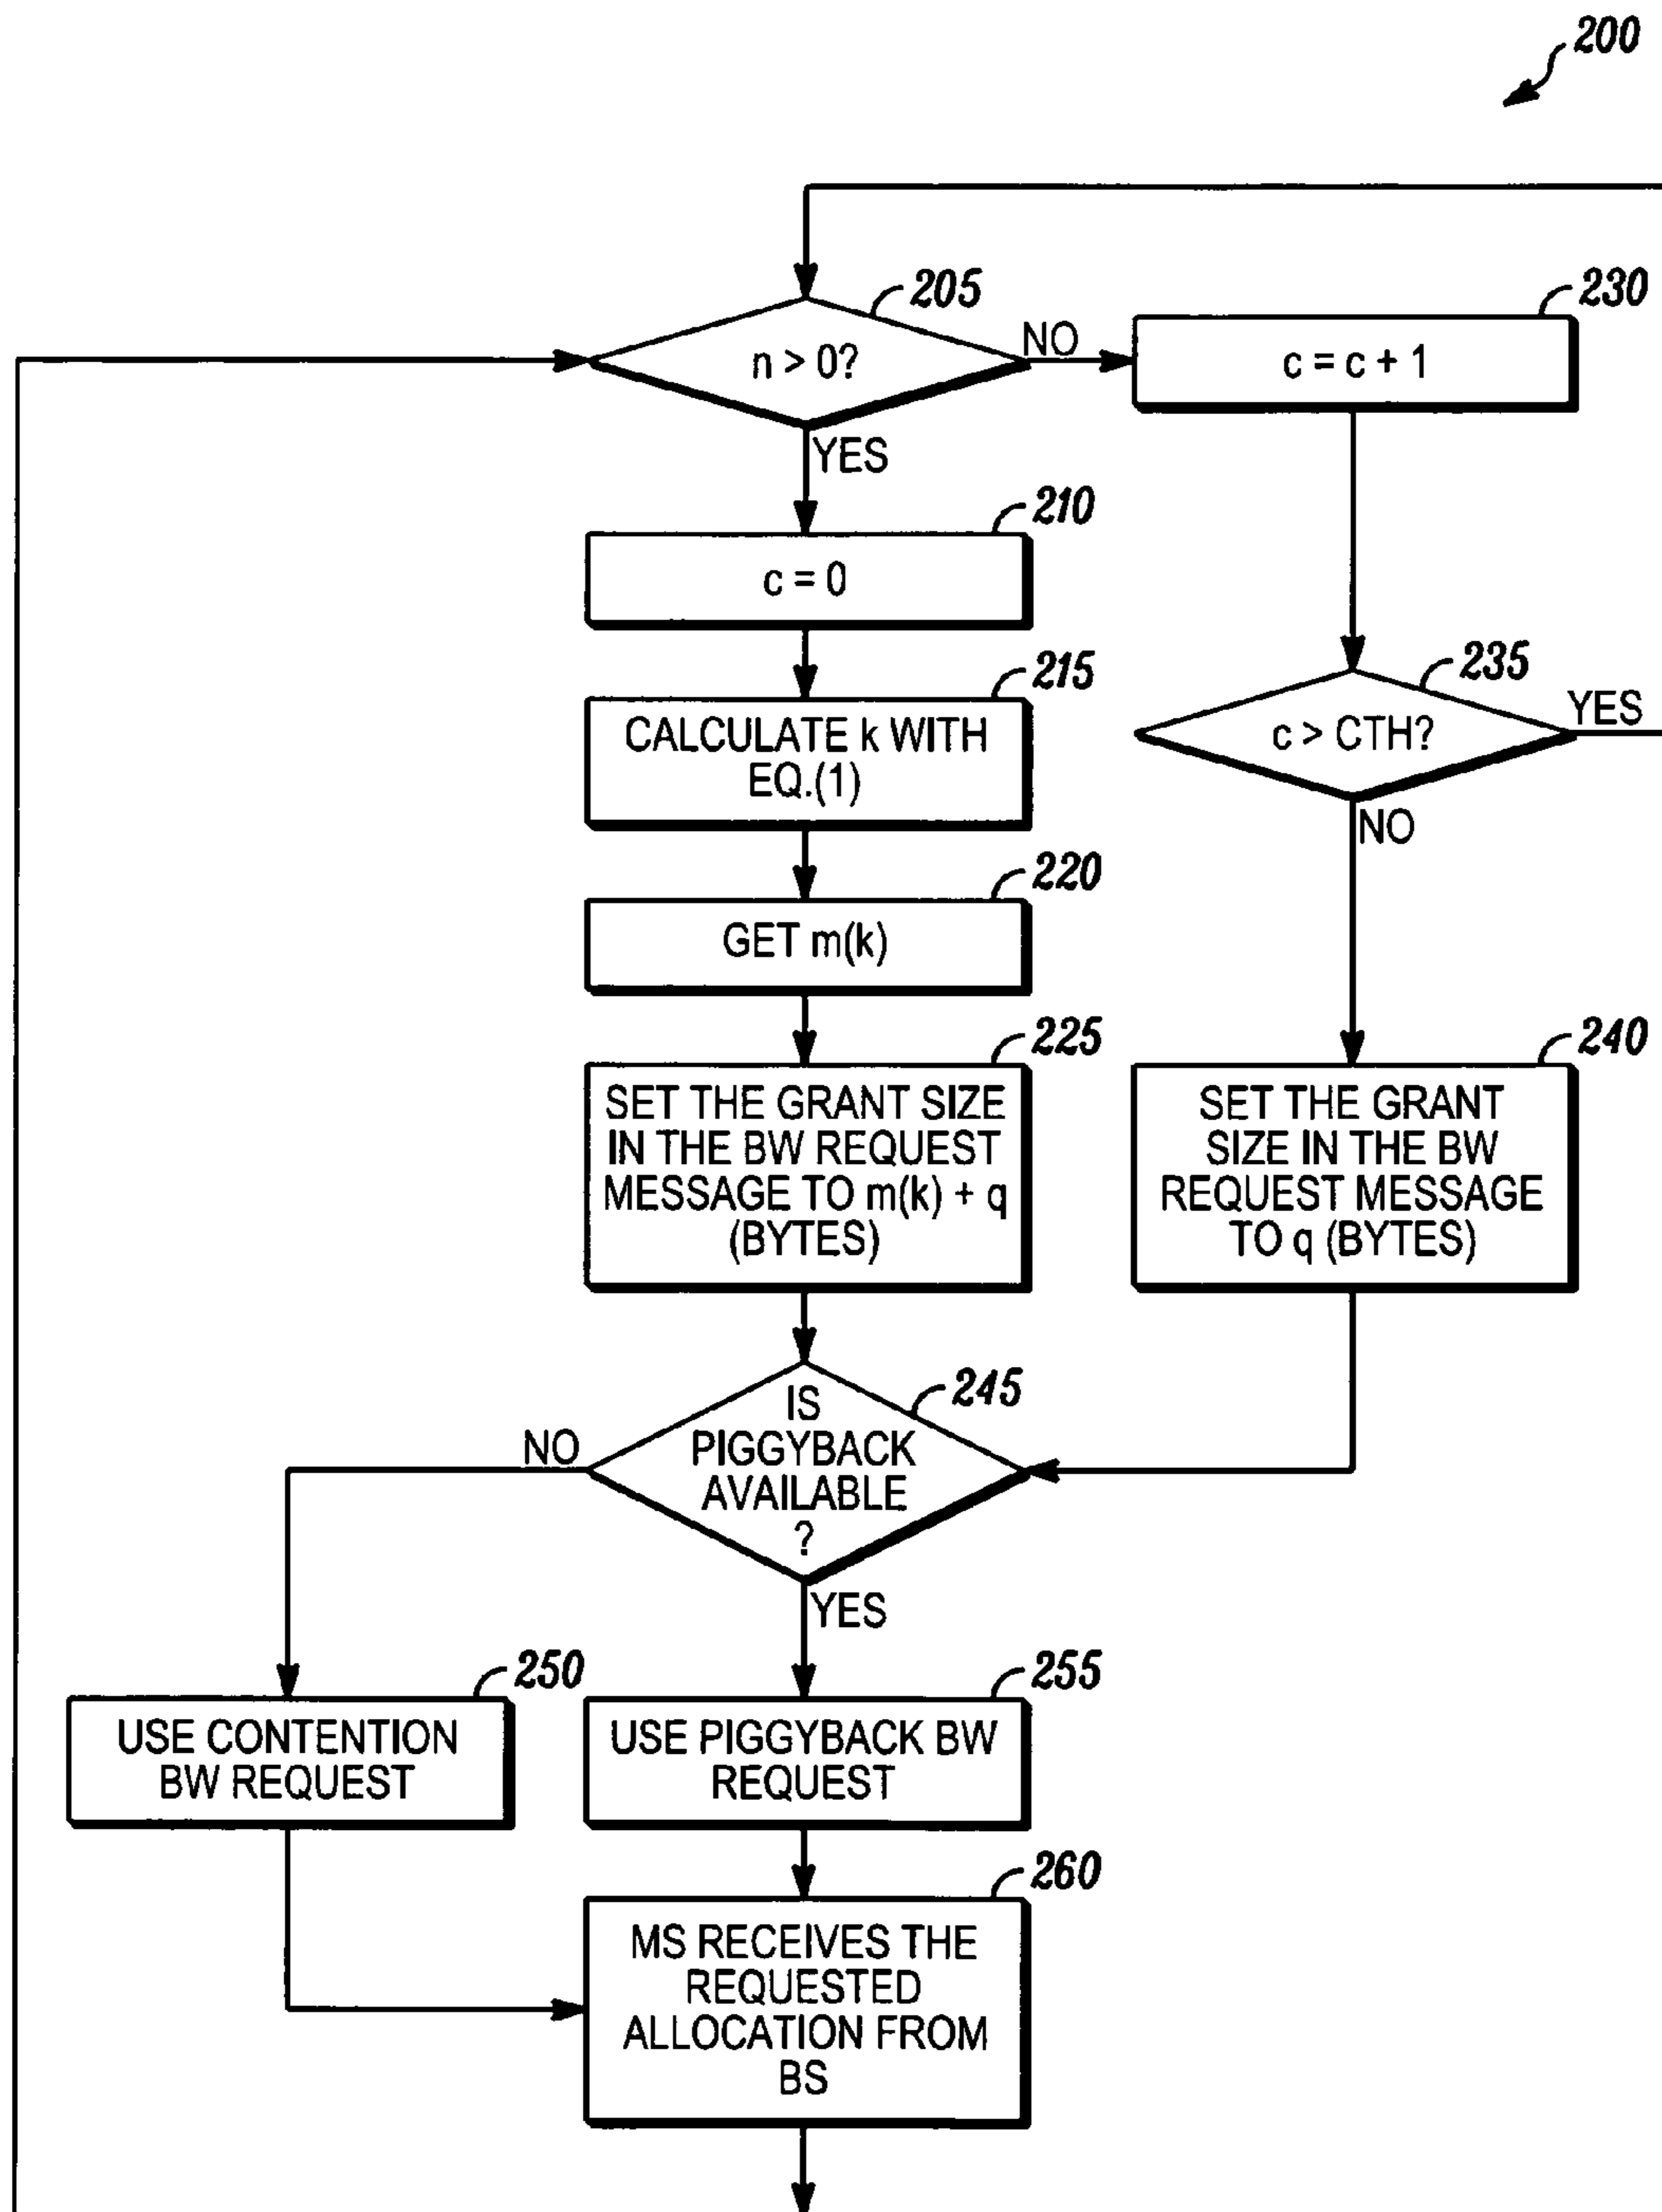 200
205
n > 0?
NO
230
c = c + 1
YES
210
c = 0
215
CALCULATE k WITH
EQ.(1)
235
c > CTH?
YES
NO
220
GET m(k)
225
SET THE GRANT SIZE
IN THE BW REQUEST
MESSAGE TO m(k) + q
(BYTES)
240
SET THE GRANT
SIZE IN THE BW
REQUEST MESSAGE
TO q (BYTES)
245
IS
PIGGYBACK
AVAILABLE
?
NO
YES
250
USE CONTENTION
BW REQUEST
255
USE PIGGYBACK BW
REQUEST
260
MS RECEIVES THE
REQUESTED
ALLOCATION FROM
BS